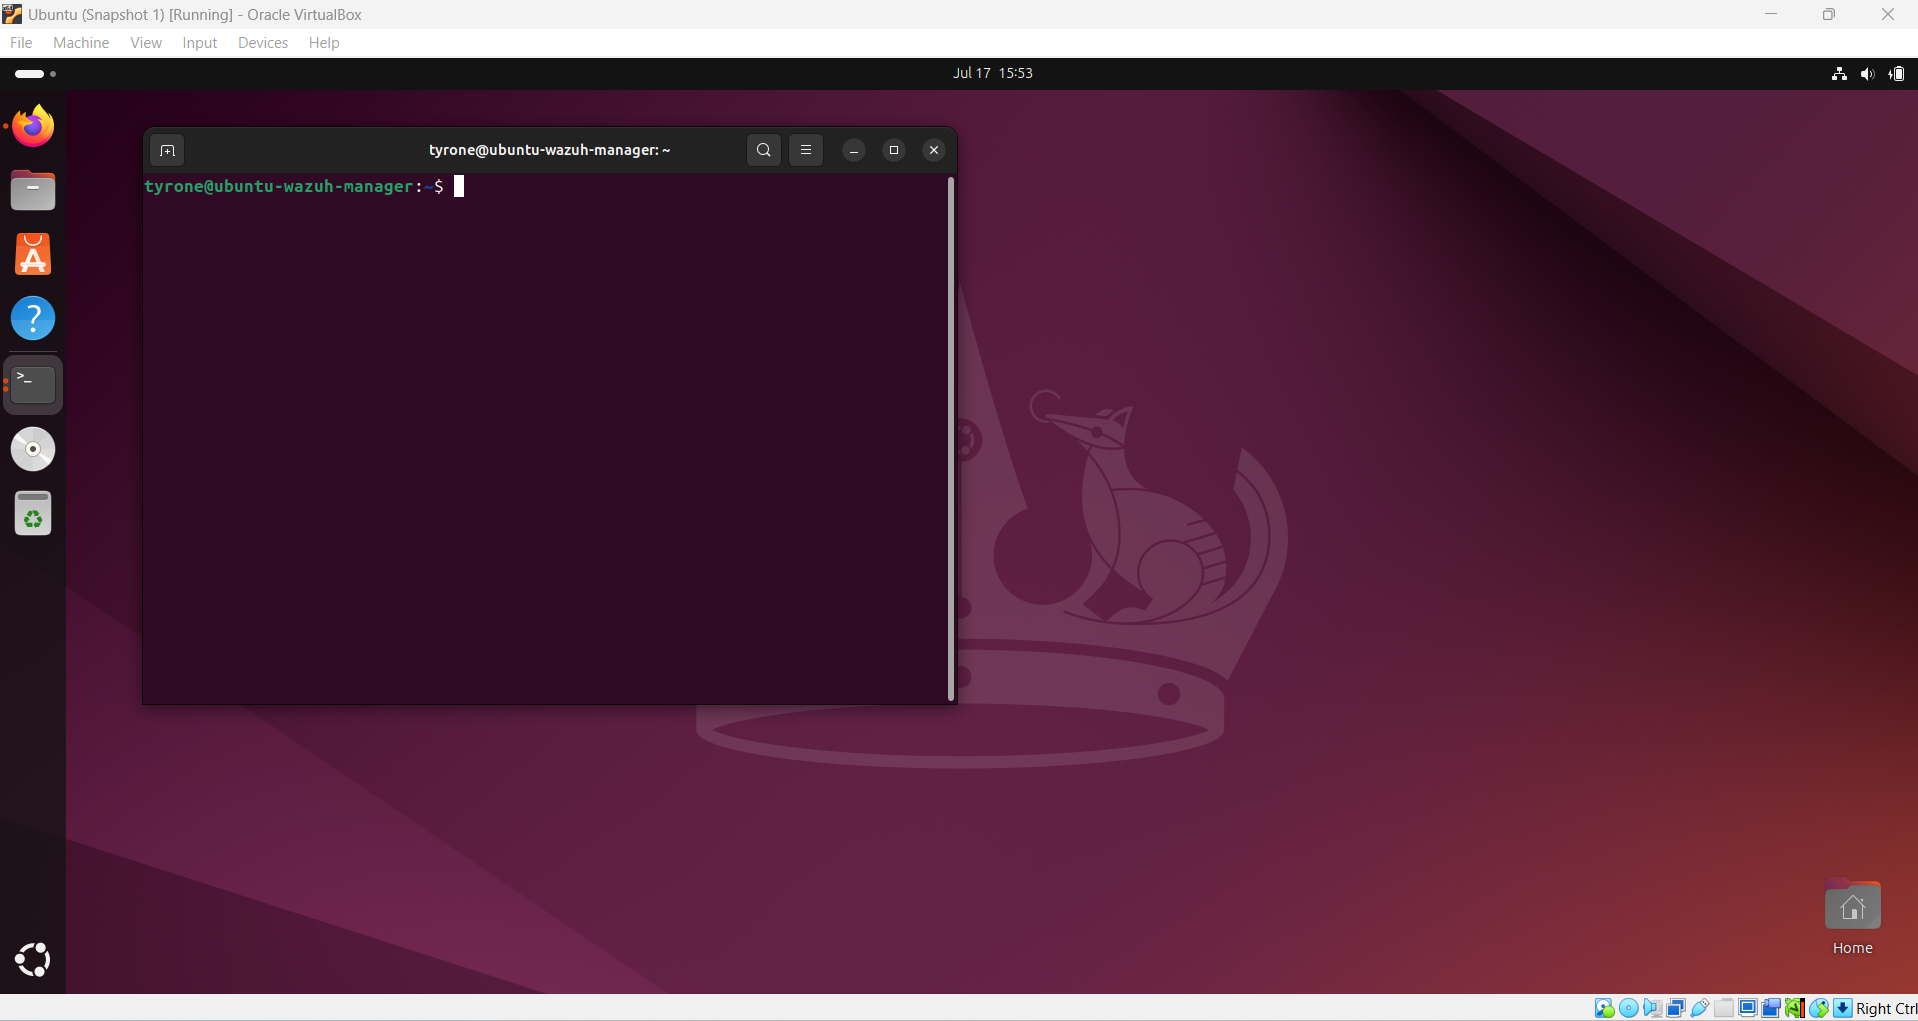 Ubuntu (Snapshot 1) [Running] - Oracle VirtualBox
File Machine View Input Devices Help
Jul 17 15:53
tyrone@ubuntu-wazuh-manager: ~
tyrone@ubuntu-wazuh-manager:~$
Home
Right Ctrl